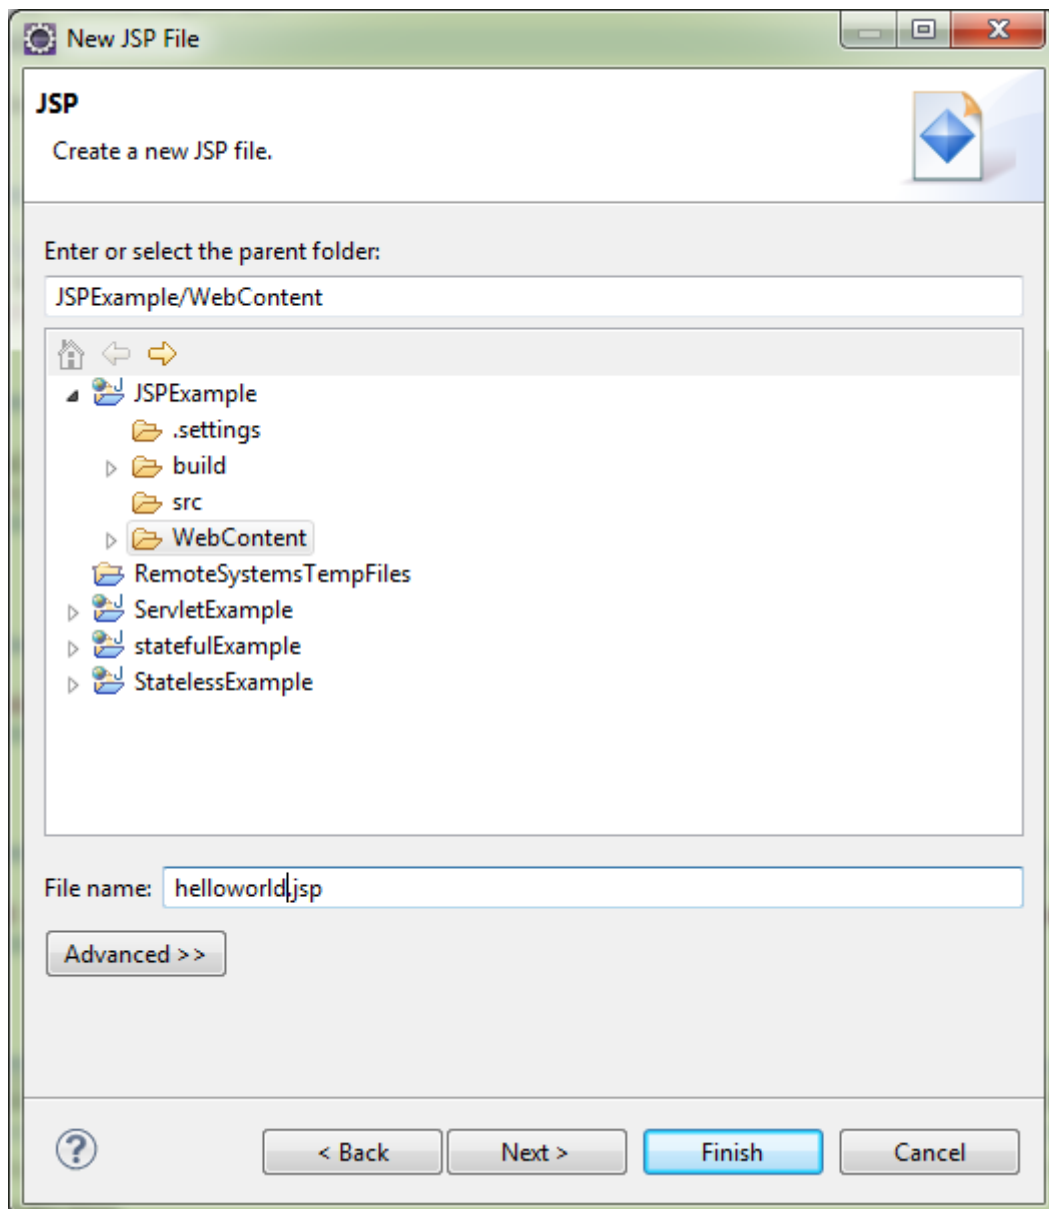 New JSP File
JSP
Create a new JSP file.
Enter or select the parent folder:
JSPExample/WebContent
JSPExample
.settings
build
src
WebContent
RemoteSystemsTempFiles
ServletExample
statefulExample
StatelessExample
File name: helloworld.jsp
Advanced >>
? < Back Next > Finish Cancel